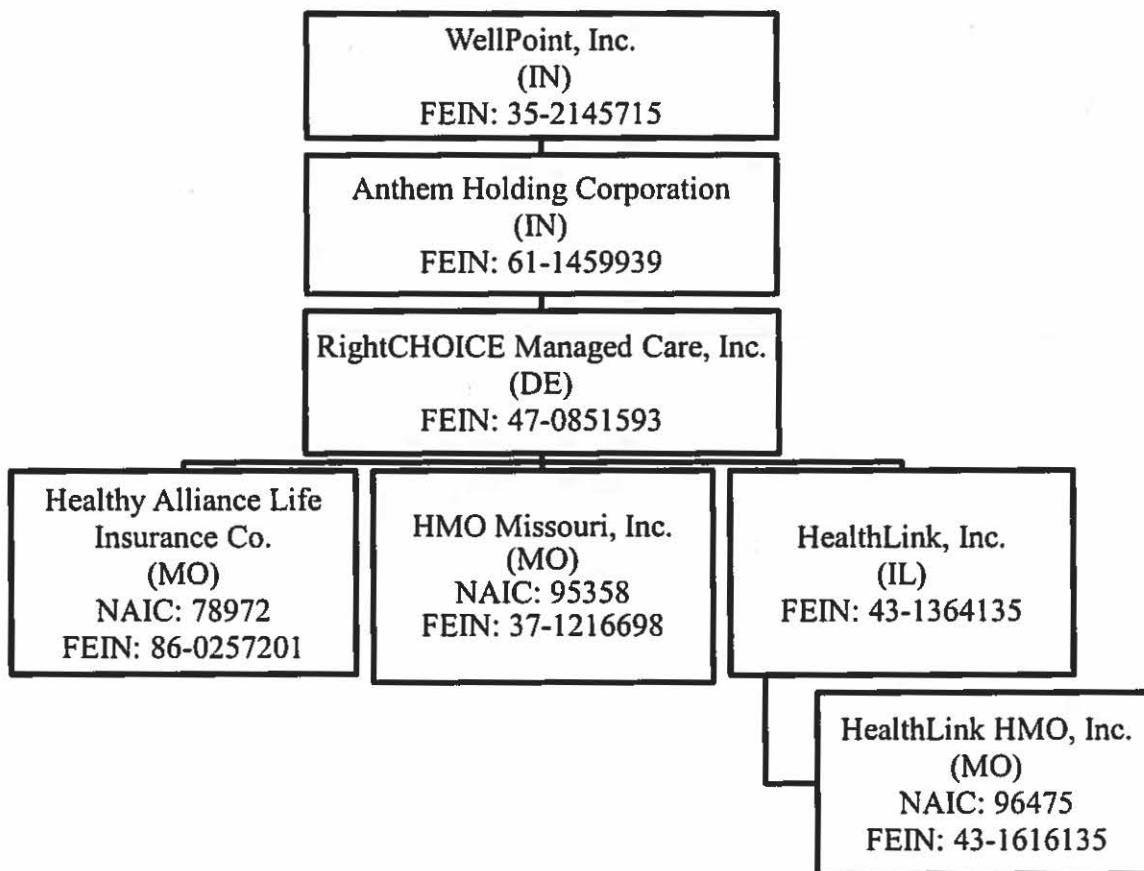 WellPoint, Inc.
(IN)
FEIN: 35-2145715
Anthem Holding Corporation
(IN)
FEIN: 61-1459939
RightCHOICE Managed Care, Inc.
(DE)
FEIN: 47-0851593
Healthy Alliance Life
Insurance Co.
(MO)
NAIC: 78972
FEIN: 86-0257201
HMO Missouri, Inc.
(MO)
NAIC: 95358
FEIN: 37-1216698
HealthLink, Inc.
(IL)
FEIN: 43-1364135
HealthLink HMO, Inc.
(MO)
NAIC: 96475
FEIN: 43-1616135